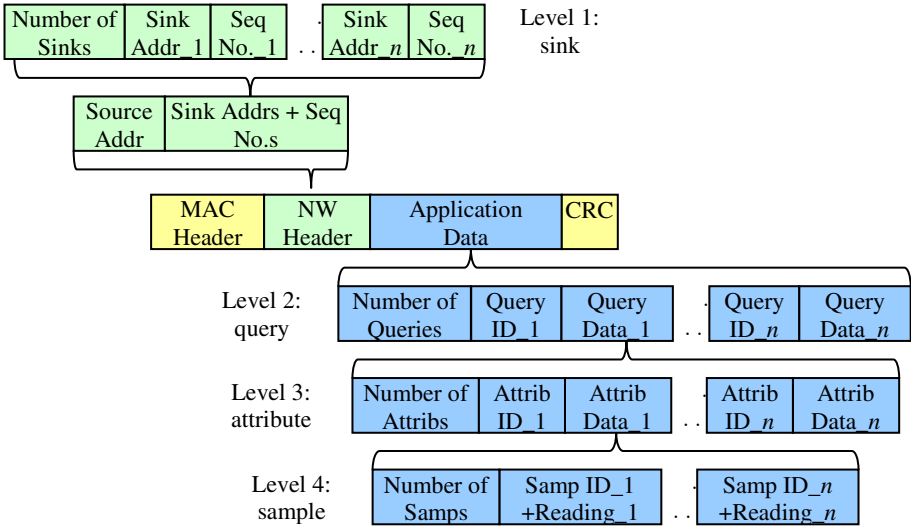 Number of Sinks
Sink Addr_1
Seq No._1
. . .
Sink Addr_n
Seq No._n
Level 1: sink
Source Addr
Sink Addrs + Seq No.s
MAC Header
NW Header
Application Data
CRC
Level 2: query
Number of Queries
Query ID_1
Query Data_1
. . .
Query ID_n
Query Data_n
Level 3: attribute
Number of Attribs
Attrib ID_1
Attrib Data_1
. . .
Attrib ID_n
Attrib Data_n
Level 4: sample
Number of Samps
Samp ID_1 +Reading_1
. . .
Samp ID_n +Reading_n